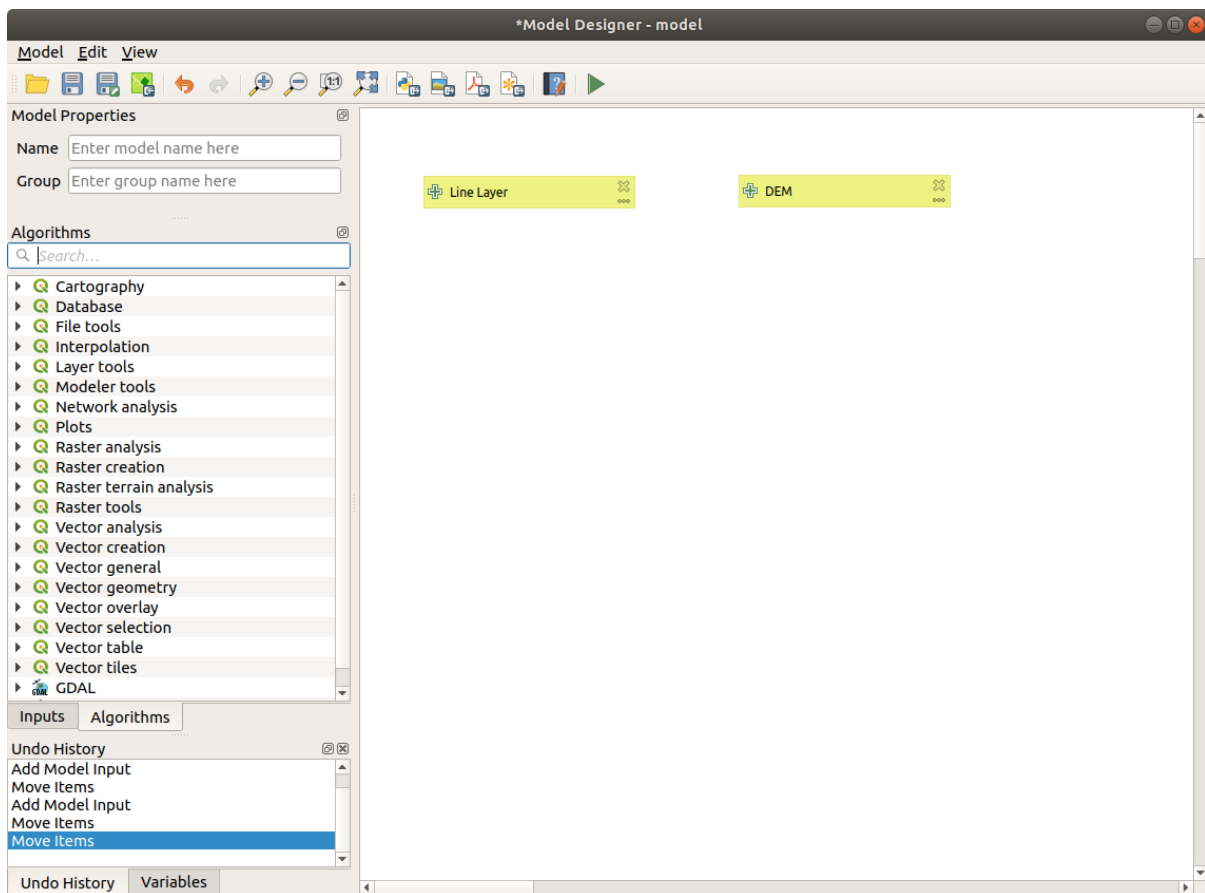 *Model Designer - model
Model Edit View
1:1
Model Properties
Name Enter model name here
Group Enter group name here
Algorithms
Search...
Cartography
Database
File tools
Interpolation
Layer tools
Modeler tools
Network analysis
Plots
Raster analysis
Raster creation
Raster terrain analysis
Raster tools
Vector analysis
Vector creation
Vector general
Vector geometry
Vector overlay
Vector selection
Vector table
Vector tiles
GDAL GDAL
Inputs Algorithms
Undo History
Add Model Input
Move Items
Add Model Input
Move Items
Move Items
Undo History Variables
Line Layer
DEM